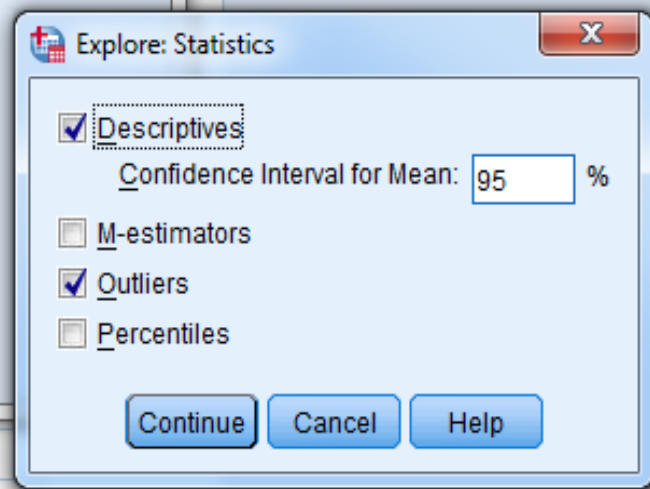 Explore: Statistics
Descriptives
Confidence Interval for Mean: 95 %
M-estimators
Outliers
Percentiles
Continue Cancel Help